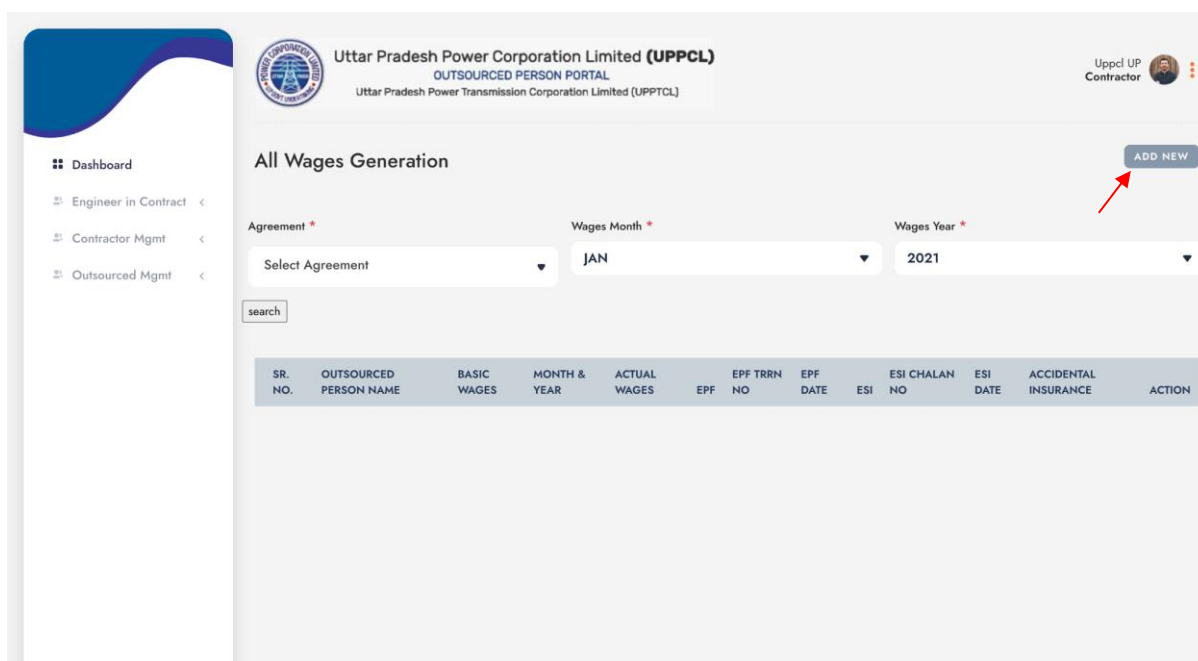 Uttar Pradesh Power Corporation Limited (UPPCL)
OUTSOURCED PERSON PORTAL
Uttar Pradesh Power Transmission Corporation Limited (UPPTCL)
Uppcl UP
Contractor
Dashboard
Engineer in Contract
Contractor Mgmt
Outsourced Mgmt
All Wages Generation
ADD NEW
Agreement *
Wages Month *
Wages Year *
Select Agreement
JAN
2021
search
SR. NO.
OUTSOURCED PERSON NAME
BASIC WAGES
MONTH & YEAR
ACTUAL WAGES
EPF
EPF TRRN NO
EPF DATE
ESI
ESI CHALAN NO
ESI DATE
ACCIDENTAL INSURANCE
ACTION